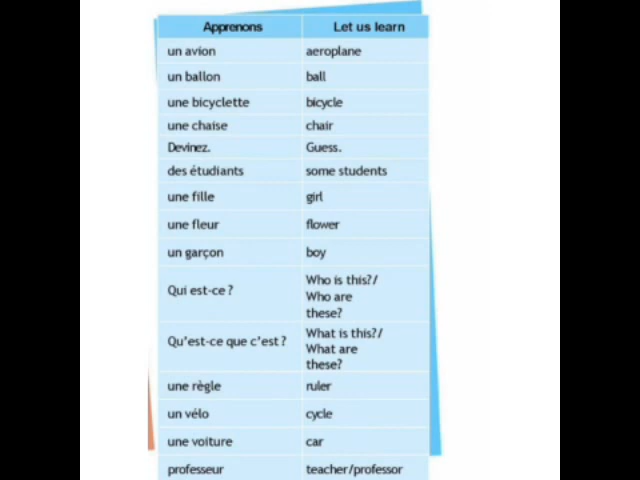 Apprenons Let us learn
un avion aeroplane
un ballon ball
une bicyclette bicycle
une chaise chair
Devinez. Guess.
des étudiants some students
une fille girl
une fleur flower
un garçon boy
Qui est-ce ? Who is this?/
Who are
these?
Qu'est-ce que c'est ? What is this?/
What are
these?
une règle ruler
un vélo cycle
une voiture car
professeur teacher/professor